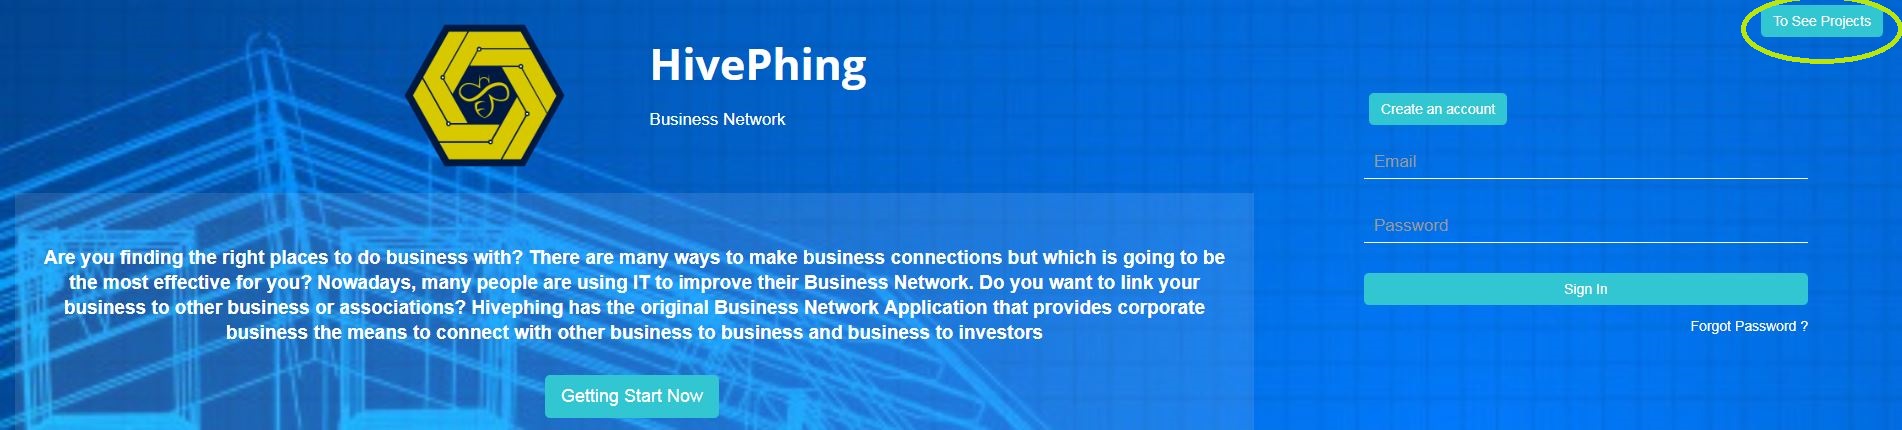 To See Projects
HivePhing
Business Network
Create an account
Email
Password
Sign In
Forgot Password ?
Are you finding the right places to do business with? There are many ways to make business connections but which is going to be
the most effective for you? Nowadays, many people are using IT to improve their Business Network. Do you want to link your
business to other business or associations? Hivephing has the original Business Network Application that provides corporate
business the means to connect with other business to business and business to investors
Getting Start Now